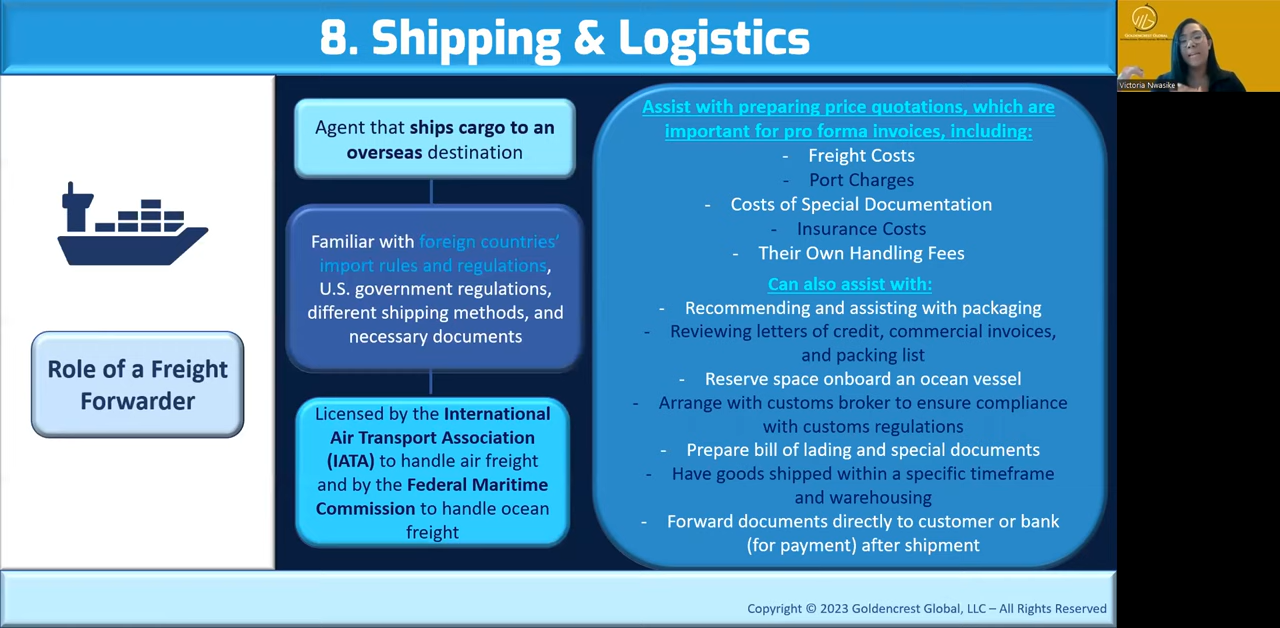 8. Shipping & Logistics
GOLDENCREST GLOBAL
Victoria Nwasike
Role of a Freight
Forwarder
Agent that ships cargo to an
overseas destination
Familiar with foreign countries’
import rules and regulations,
U.S. government regulations,
different shipping methods, and
necessary documents
Licensed by the International
Air Transport Association
(IATA) to handle air freight
and by the Federal Maritime
Commission to handle ocean
freight
Assist with preparing price quotations, which are
important for pro forma invoices, including:
- Freight Costs
- Port Charges
- Costs of Special Documentation
- Insurance Costs
- Their Own Handling Fees
Can also assist with:
- Recommending and assisting with packaging
- Reviewing letters of credit, commercial invoices,
and packing list
- Reserve space onboard an ocean vessel
- Arrange with customs broker to ensure compliance
with customs regulations
- Prepare bill of lading and special documents
- Have goods shipped within a specific timeframe
and warehousing
- Forward documents directly to customer or bank
(for payment) after shipment
Copyright © 2023 Goldencrest Global, LLC – All Rights Reserved